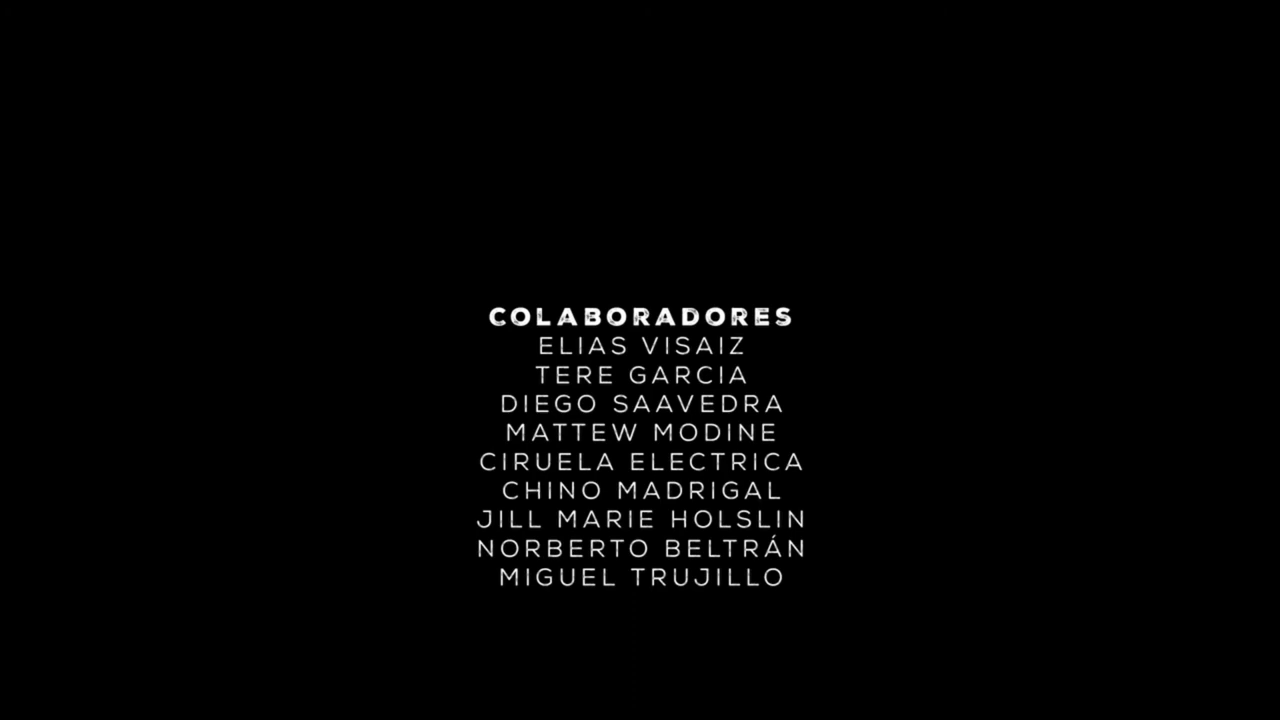 COLABORADORES
ELIAS VISAIZ
TERE GARCIA
DIEGO SAAVEDRA
MATTEW MODINE
CIRUELA ELECTRICA
CHINO MADRIGAL
JILL MARIE HOLSLIN
NORBERTO BELTRÁN
MIGUEL TRUJILLO